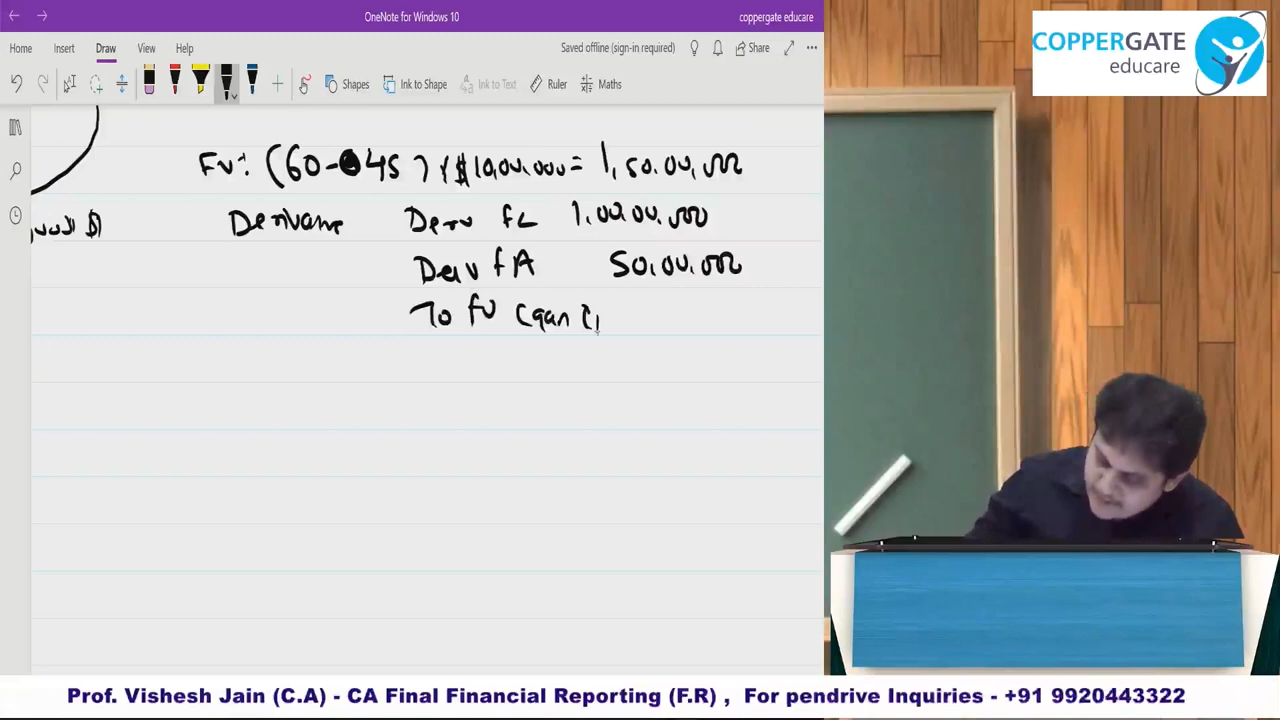 OneNote for Windows 10
coppergate educare
Home Insert Draw View Help
Saved offline (sign-in required) Share
Shapes Ink to Shape Ink to Text Ruler Maths
COPPERGATE
educare
FV: (60-45) x $10,00,000 = 1,50,00,000
Derivative Deriv FL 1,00,00,000
Deriv FA 50,00,000
To FV Gain
Prof. Vishesh Jain (C.A) - CA Final Financial Reporting (F.R) , For pendrive Inquiries - +91 9920443322